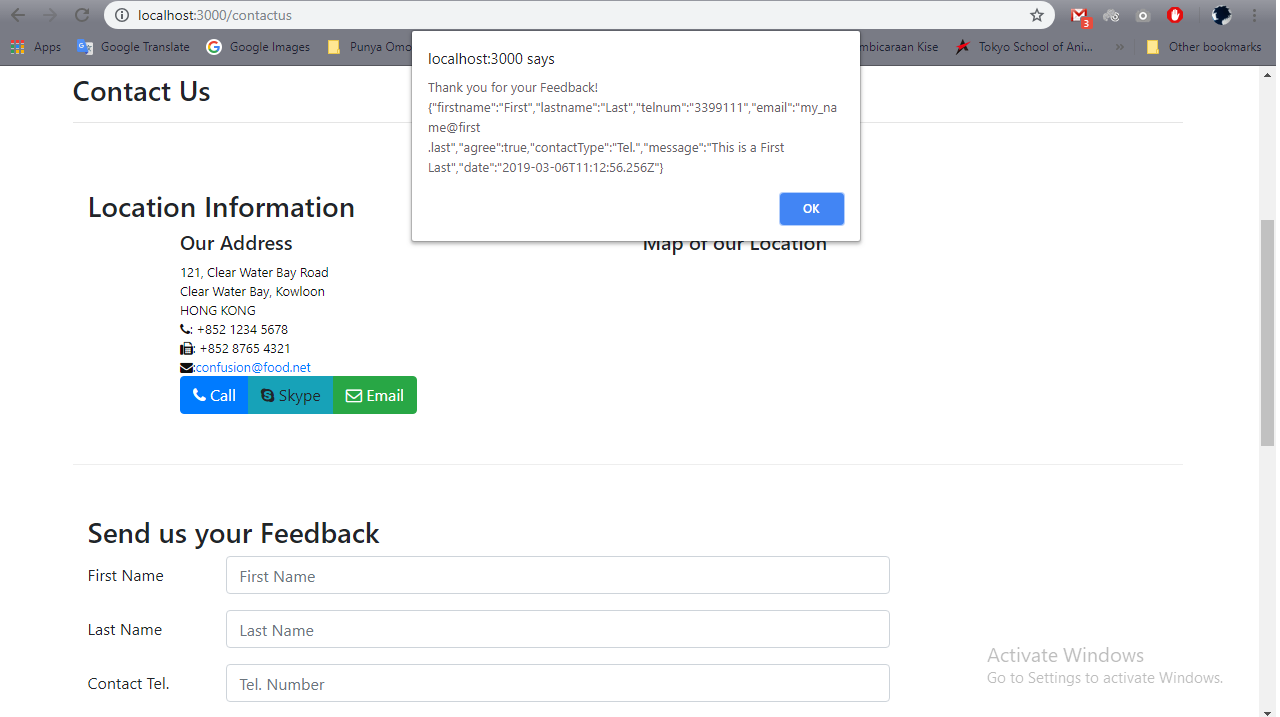 localhost:3000/contactus
3
Apps
Google Translate
Google Images
Punya Omo
mbicaraan Kise
Tokyo School of Ani...
»
Other bookmarks
localhost:3000 says
Thank you for your Feedback!
{"firstname":"First","lastname":"Last","telnum":"3399111","email":"my_na
me@first
.last","agree":true,"contactType":"Tel.","message":"This is a First
Last","date":"2019-03-06T11:12:56.256Z"}
OK
Contact Us
Location Information
Our Address
Map of our Location
121, Clear Water Bay Road
Clear Water Bay, Kowloon
HONG KONG
: +852 1234 5678
: +852 8765 4321
:confusion@food.net
Call
Skype
Email
Send us your Feedback
First Name
First Name
Last Name
Last Name
Contact Tel.
Tel. Number
Activate Windows
Go to Settings to activate Windows.